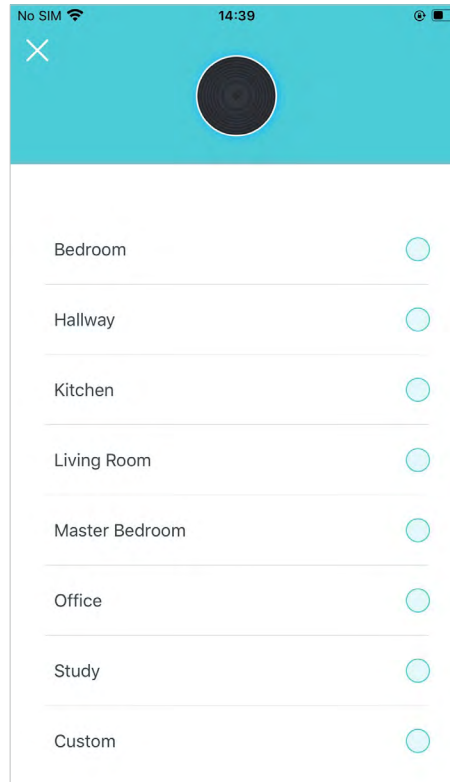 No SIM 14:39
Bedroom
Hallway
Kitchen
Living Room
Master Bedroom
Office
Study
Custom